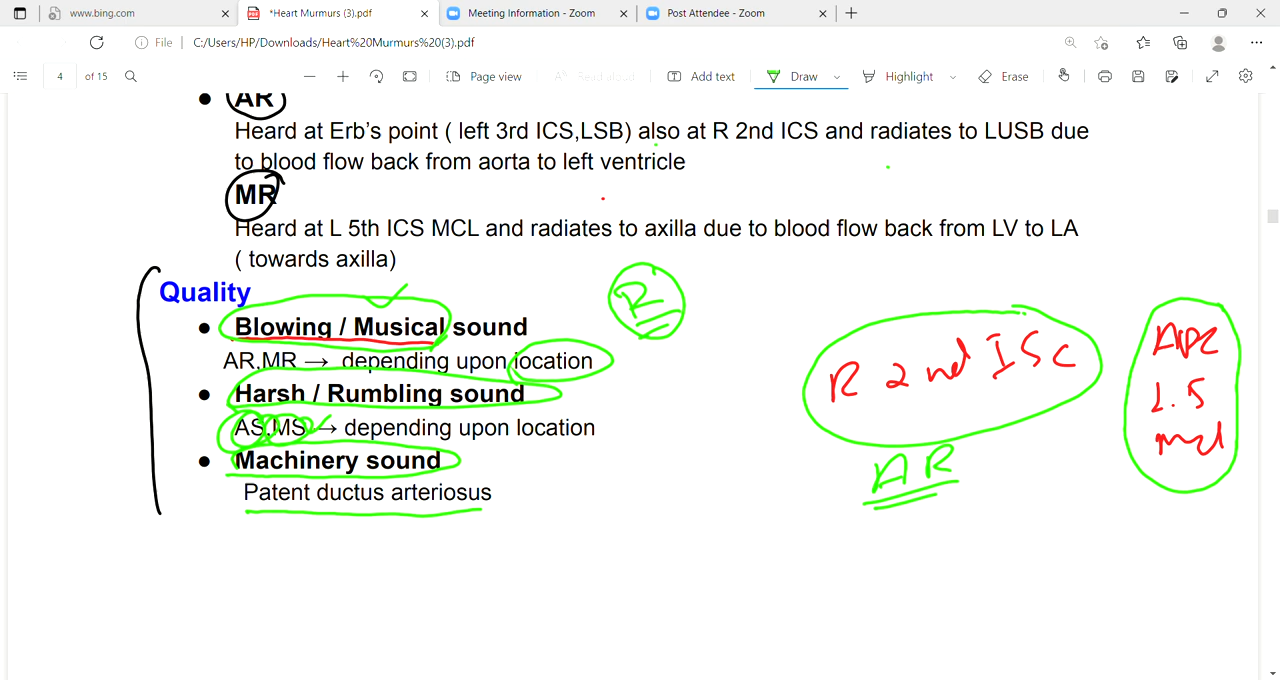 www.bing.com
*Heart Murmurs (3).pdf
Meeting Information - Zoom
Post Attendee - Zoom
File
C:/Users/HP/Downloads/Heart%20Murmurs%20(3).pdf
4 of 15
Page view
Read aloud
Add text
Draw
Highlight
Erase
AR
Heard at Erb's point ( left 3rd ICS,LSB) also at R 2nd ICS and radiates to LUSB due
to blood flow back from aorta to left ventricle
MR
Heard at L 5th ICS MCL and radiates to axilla due to blood flow back from LV to LA
( towards axilla)
Quality
R
● Blowing / Musical sound
AR,MR → depending upon location
R 2nd ISC
L.5
mcl
● Harsh / Rumbling sound
AS,MS → depending upon location
AR
● Machinery sound
Patent ductus arteriosus